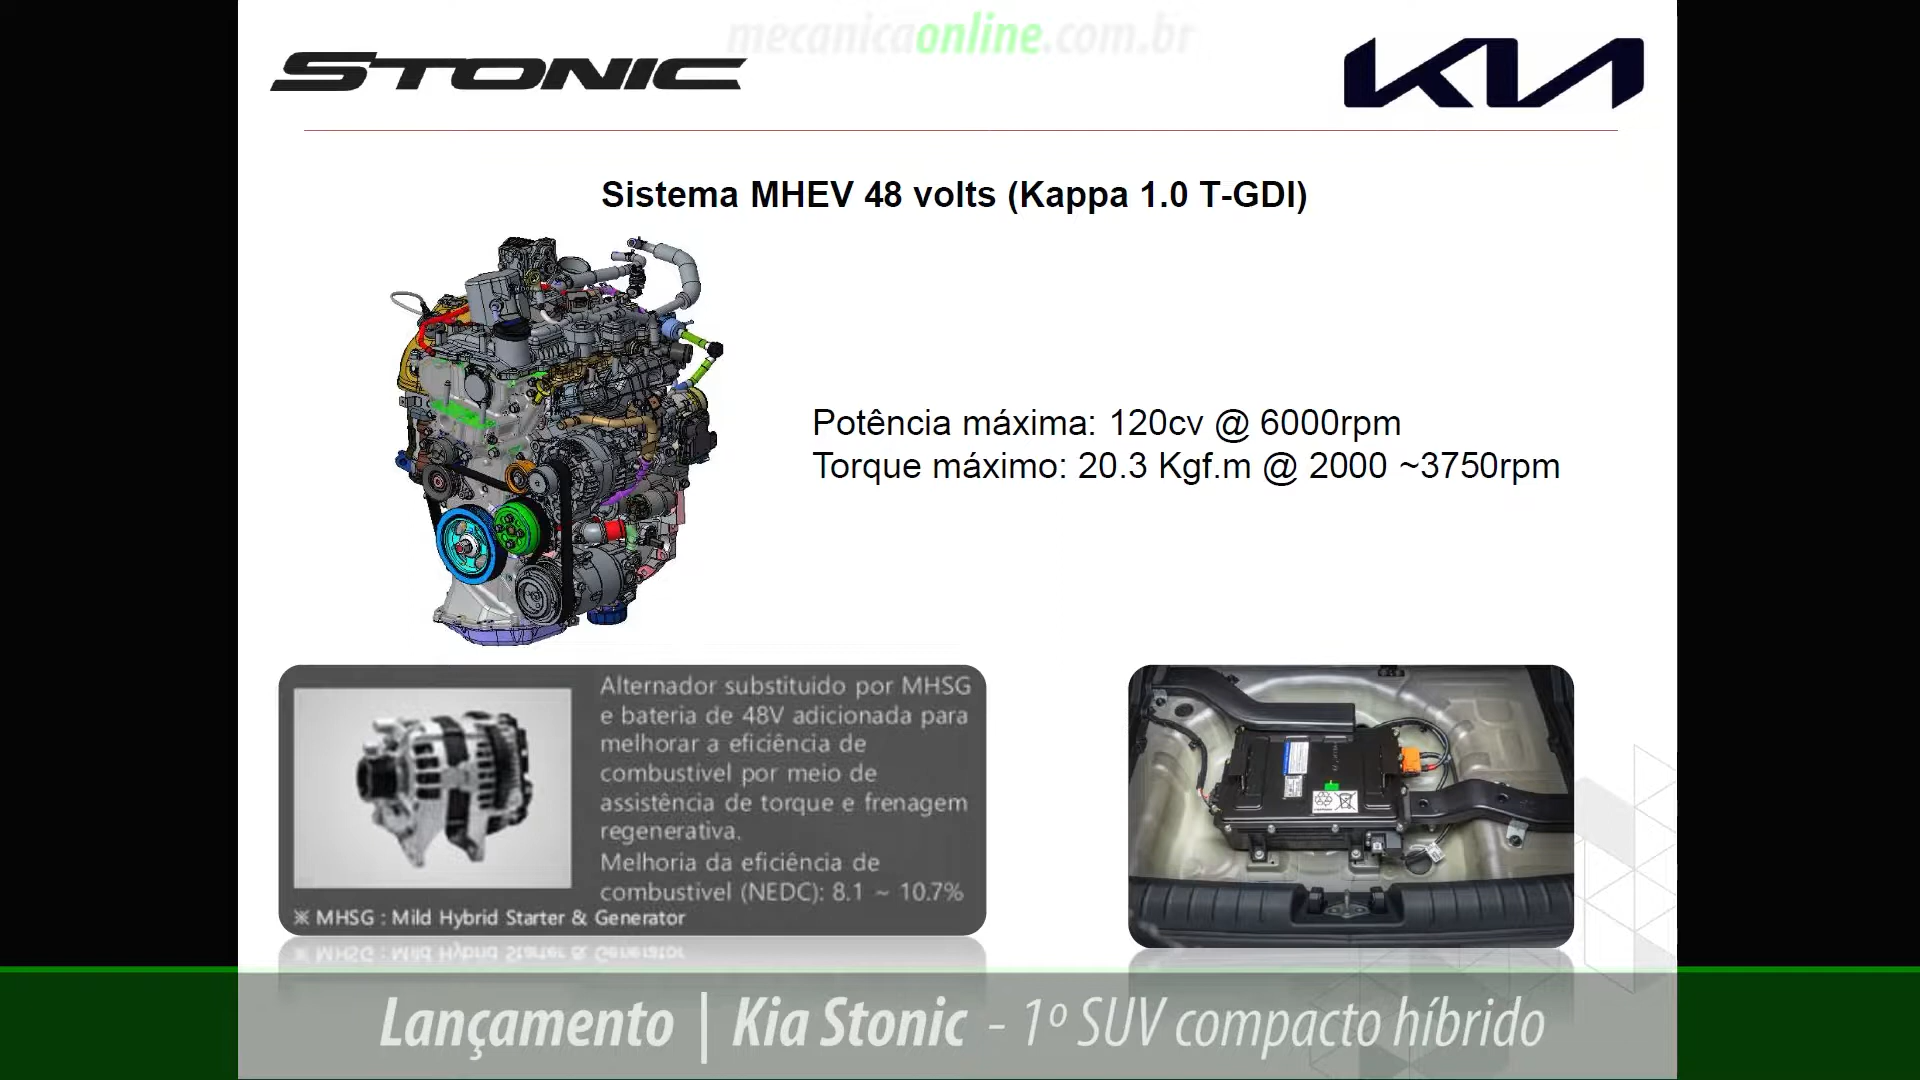 mecanicaonline.com.br
STONIC
KIA
Sistema MHEV 48 volts (Kappa 1.0 T-GDI)
Potência máxima: 120cv @ 6000rpm
Torque máximo: 20.3 Kgf.m @ 2000 ~3750rpm
Alternador substituido por MHSG
e bateria de 48V adicionada para
melhorar a eficiência de
combustivel por meio de
assistência de torque e frenagem
regenerativa.
Melhoria da eficiência de
combustivel (NEDC): 8.1 ~ 10.7%
※ MHSG : Mild Hybrid Starter & Generator
Lançamento | Kia Stonic - 1º SUV compacto híbrido